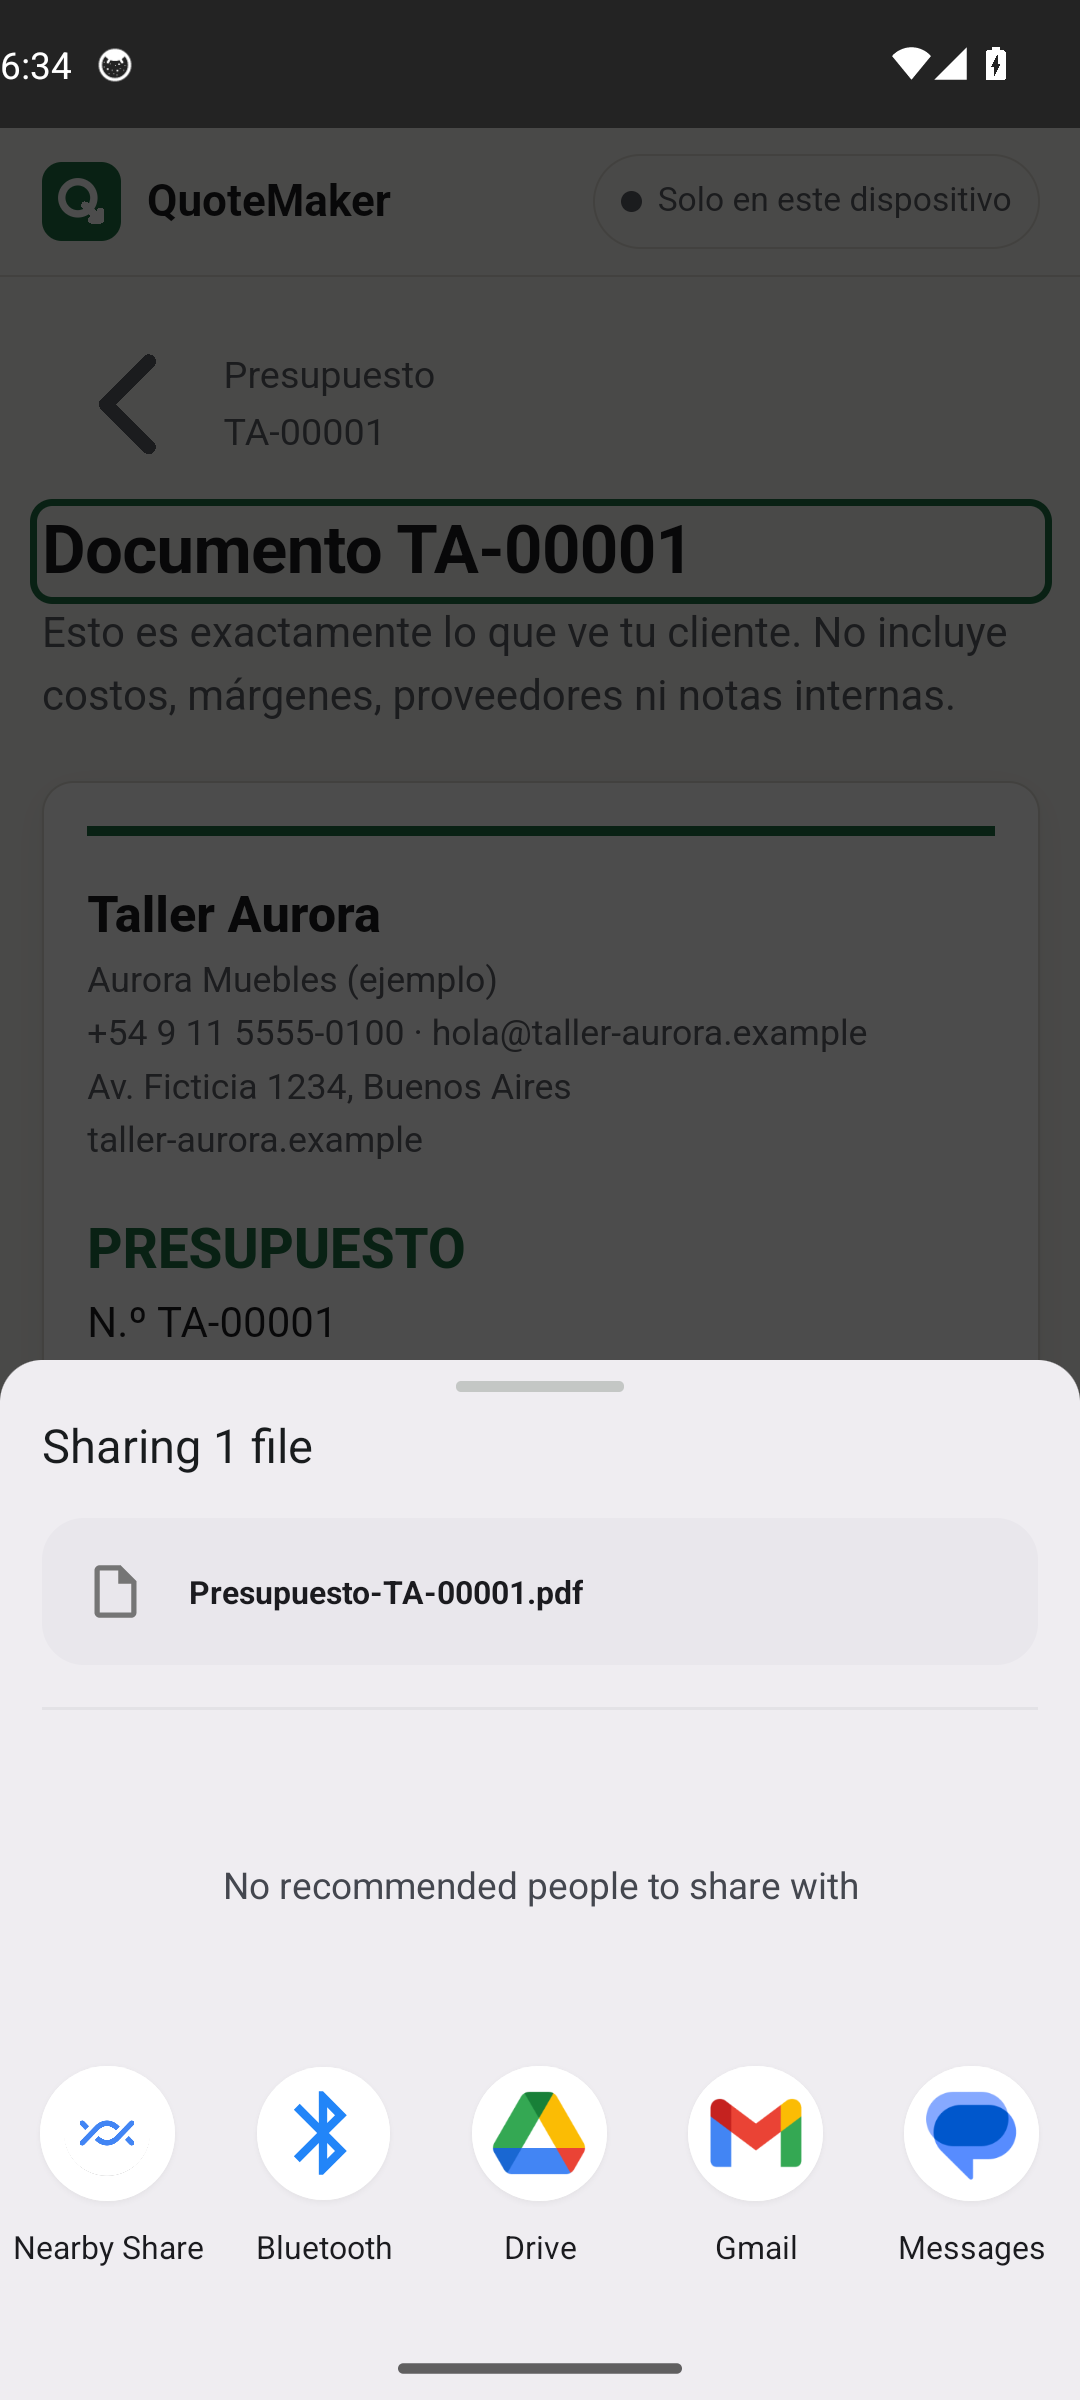 6:34
QuoteMaker
Solo en este dispositivo
Presupuesto
TA-00001
Documento TA-00001
Esto es exactamente lo que ve tu cliente. No incluye
costos, márgenes, proveedores ni notas internas.
Taller Aurora
Aurora Muebles (ejemplo)
+54 9 11 5555-0100 · hola@taller-aurora.example
Av. Ficticia 1234, Buenos Aires
taller-aurora.example
PRESUPUESTO
N.º TA-00001
Sharing 1 file
Presupuesto-TA-00001.pdf
No recommended people to share with
Nearby Share
Bluetooth
Drive
Gmail
Messages